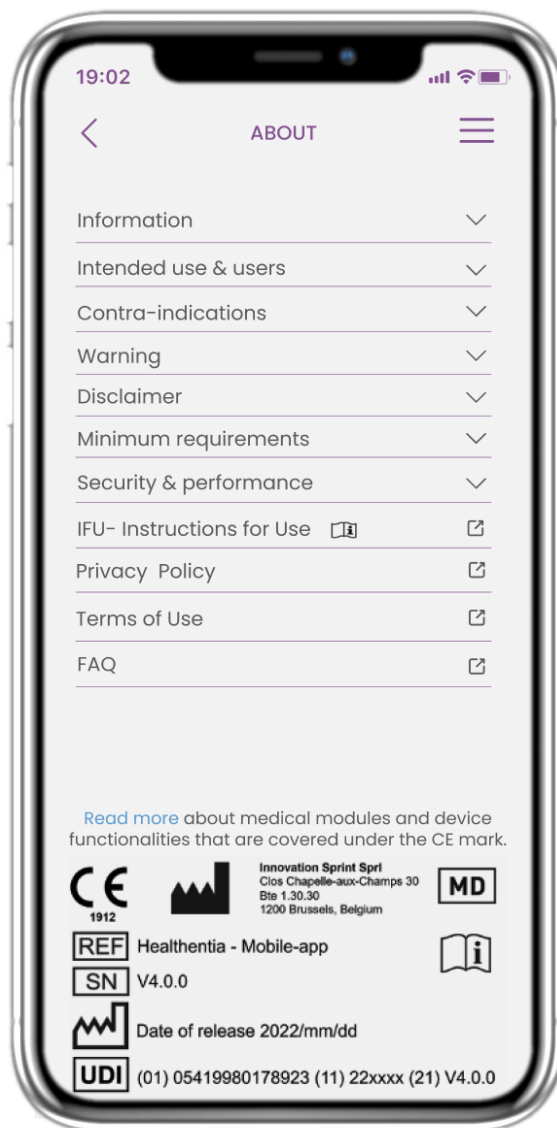 19:02
ABOUT
Information
Intended use & users
Contra-indications
Warning
Disclaimer
Minimum requirements
Security & performance
IFU- Instructions for Use
Privacy Policy
Terms of Use
FAQ
Read more about medical modules and device
functionalities that are covered under the CE mark.
CE
1912
Innovation Sprint Sprl
Clos Chapelle-aux-Champs 30
Bte 1.30.30
1200 Brussels, Belgium
MD
REF Healthentia - Mobile-app
SN V4.0.0
Date of release 2022/mm/dd
UDI (01) 05419980178923 (11) 22xxxx (21) V4.0.0